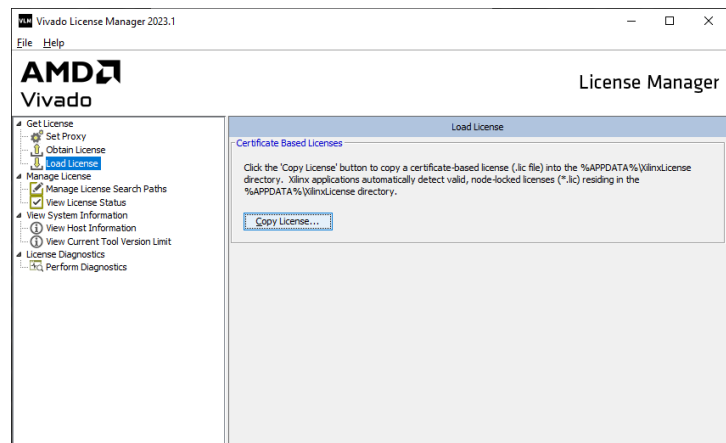 VLM Vivado License Manager 2023.1
File Help
AMD
Vivado
License Manager
Get License
Set Proxy
Obtain License
Load License
Manage License
Manage License Search Paths
View License Status
View System Information
View Host Information
View Current Tool Version Limit
License Diagnostics
Perform Diagnostics
Load License
Certificate Based Licenses
Click the 'Copy License' button to copy a certificate-based license (.lic file) into the %APPDATA%\XilinxLicense
directory. Xilinx applications automatically detect valid, node-locked licenses (*.lic) residing in the
%APPDATA%\XilinxLicense directory.
Copy License...